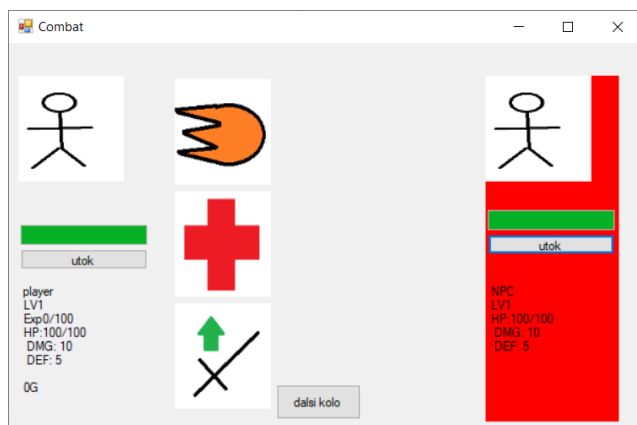 Combat
utok
player
LV1
Exp0/100
HP:100/100
DMG: 10
DEF: 5
0G
dalsi kolo
utok
NPC
LV1
HP:100/100
DMG: 10
DEF: 5